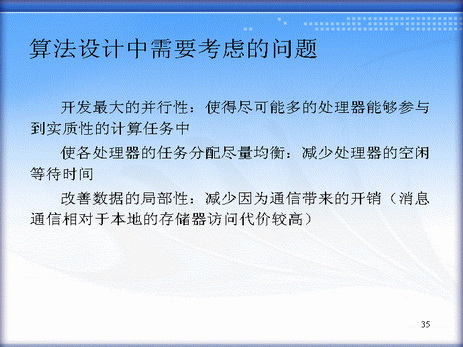 算法设计中需要考虑的问题
开发最大的并行性：使得尽可能多的处理器能够参与
到实质性的计算任务中
使各处理器的任务分配尽量均衡：减少处理器的空闲
等待时间
改善数据的局部性：减少因为通信带来的开销（消息
通信相对于本地的存储器访问代价较高）
35